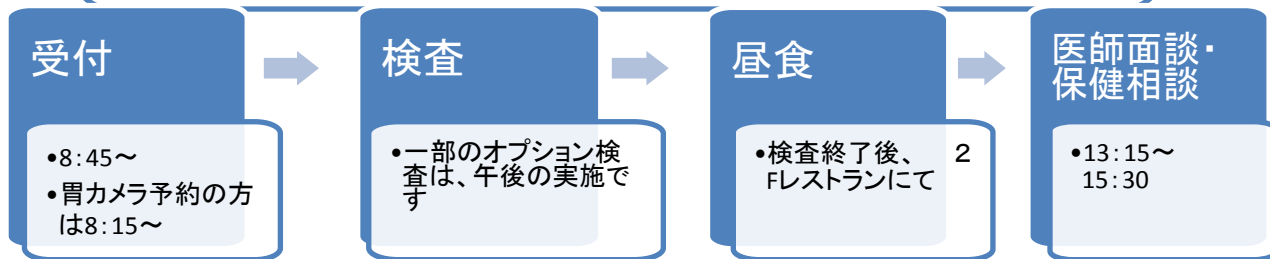 受付
•8:45～
•胃カメラ予約の方
は8:15～
検査
•一部のオプション検
査は、午後の実施で
す
昼食
•検査終了後、　2
Fレストランにて
医師面談・
保健相談
•13:15～
15:30